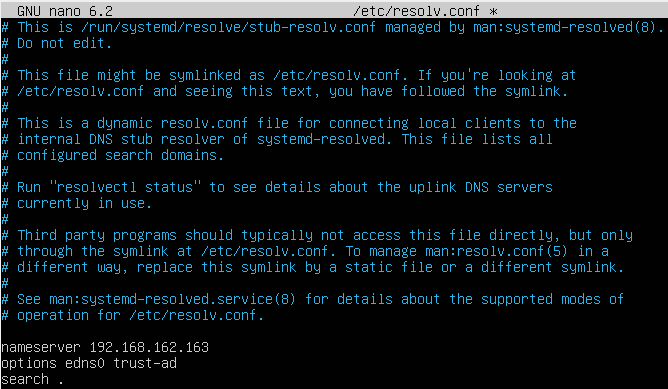 GNU nano 6.2 /etc/resolv.conf *
# This is /run/systemd/resolve/stub-resolv.conf managed by man:systemd-resolved(8).
# Do not edit.
#
# This file might be symlinked as /etc/resolv.conf. If you're looking at
# /etc/resolv.conf and seeing this text, you have followed the symlink.
#
# This is a dynamic resolv.conf file for connecting local clients to the
# internal DNS stub resolver of systemd-resolved. This file lists all
# configured search domains.
#
# Run "resolvectl status" to see details about the uplink DNS servers
# currently in use.
#
# Third party programs should typically not access this file directly, but only
# through the symlink at /etc/resolv.conf. To manage man:resolv.conf(5) in a
# different way, replace this symlink by a static file or a different symlink.
#
# See man:systemd-resolved.service(8) for details about the supported modes of
# operation for /etc/resolv.conf.
nameserver 192.168.162.163
options edns0 trust-ad
search .